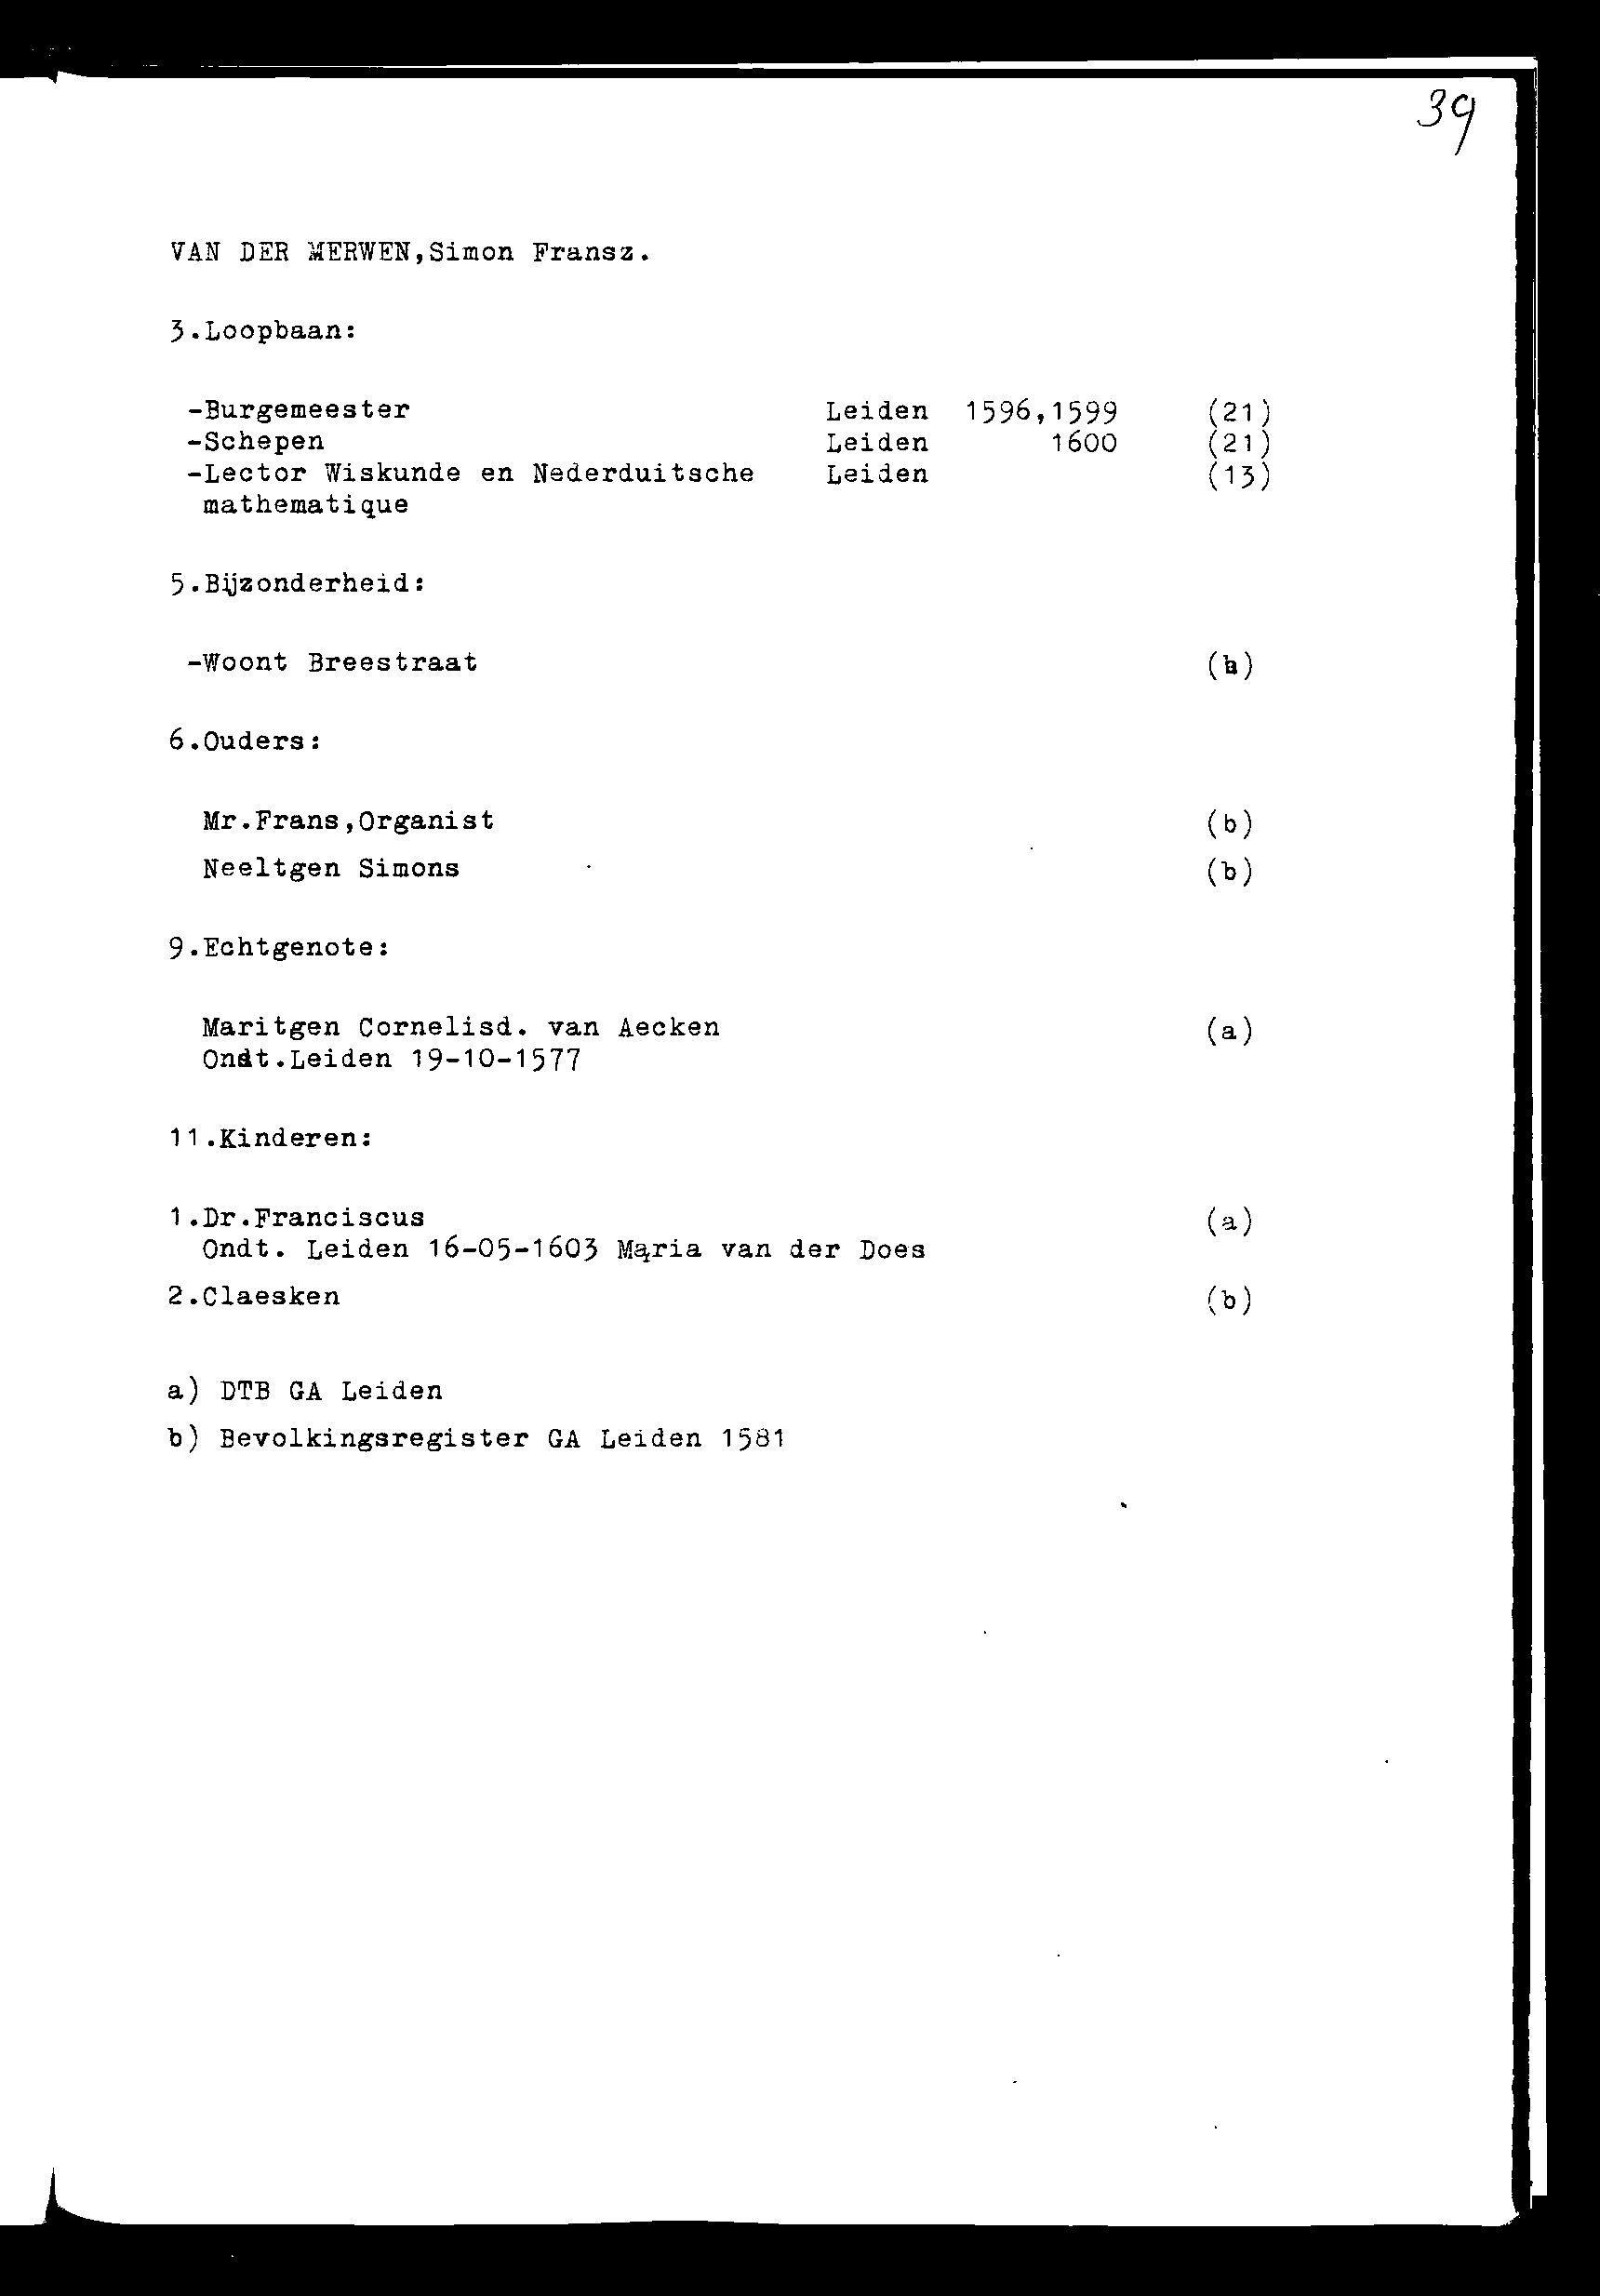 39
VAN DER MERWEN,Simon Fransz.
3.Loopbaan:
-Burgemeester Leiden 1596,1599 (21)
-Schepen Leiden 1600 (21)
-Lector Wiskunde en Nederduitsche Leiden (13)
mathematique
5.Bijzonderheid:
-Woont Breestraat
6.Ouders:
Mr.Frans,Organist (b)
Neeltgen Simons (b)
9.Echtgenote:
Maritgen Cornelisd. van Aecken (a)
Ondt.Leiden 19-10-1577
11.Kinderen:
1.Dr.Franciscus (a)
Ondt. Leiden 16-05-1603 Maria van der Does
2.Claesken (b)
a) DTB GA Leiden
b) Bevolkingsregister GA Leiden 1581